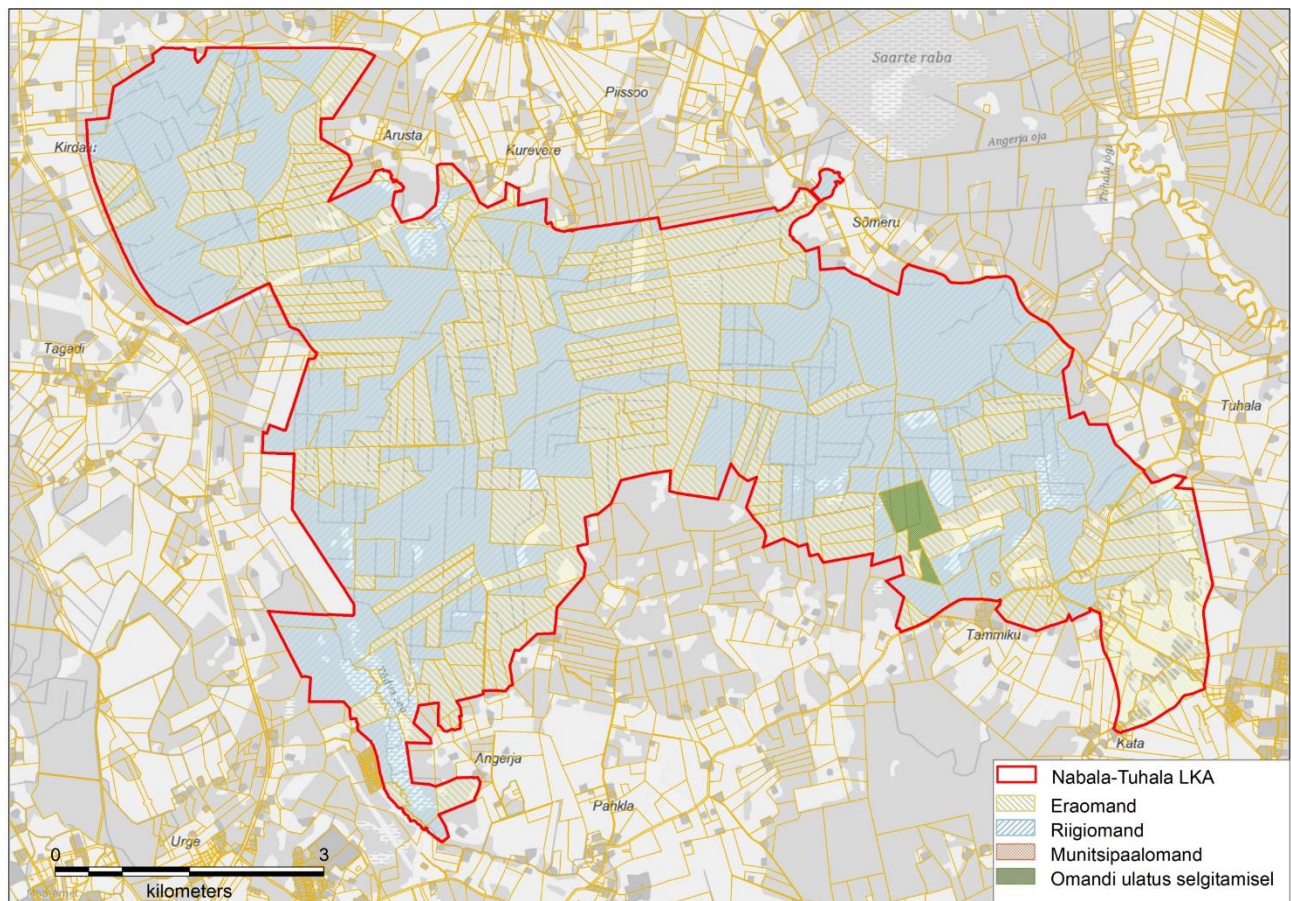 Saarte raba
Piissoo
Angerja oja
Tuhala jõgi
Arusta
Kirdalu
Kurevere
Sõmeru
Tagadi
Tuhala
Tammiku
Kata
Angerja
Pahkla
Urge
0 3
kilometers
Nabala-Tuhala LKA
Eraomand
Riigiomand
Munitsipaalomand
Omandi ulatus selgitamisel